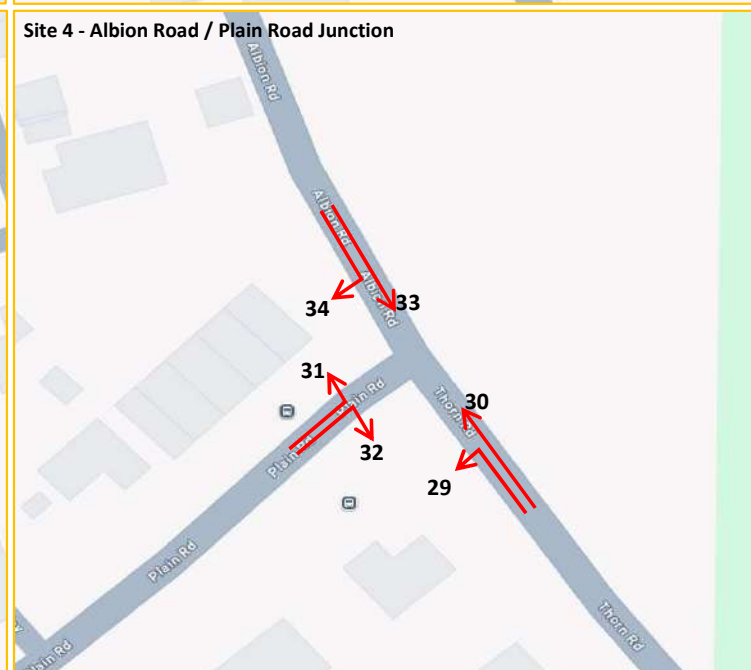 Site 4 - Albion Road / Plain Road Junction
Albion Rd
Albion Rd
Albion Rd
33
34
31
Plain Rd
Thorn Rd
30
32
Plain Rd
29
Plain Rd
Thorn Rd